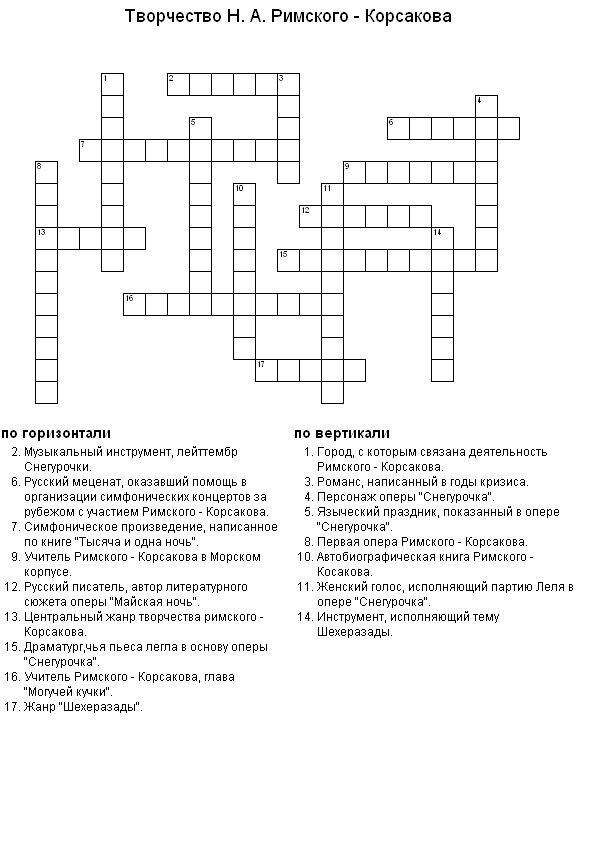 Творчество Н. А. Римского - Корсакова
1
2
3
4
5
6
7
8
9
10
11
12
13
14
15
16
17
по горизонтали
2. Музыкальный инструмент, лейттембр
Снегурочки.
6. Русский меценат, оказавший помощь в
организации симфонических концертов за
рубежом с участием Римского - Корсакова.
7. Симфоническое произведение, написанное
по книге "Тысяча и одна ночь".
9. Учитель Римского - Корсакова в Морском
корпусе.
12. Русский писатель, автор литературного
сюжета оперы "Майская ночь".
13. Центральный жанр творчества римского -
Корсакова.
15. Драматург,чья пьеса легла в основу оперы
"Снегурочка".
16. Учитель Римского - Корсакова, глава
"Могучей кучки".
17. Жанр "Шехеразады".
по вертикали
1. Город, с которым связана деятельность
Римского - Корсакова.
3. Романс, написанный в годы кризиса.
4. Персонаж оперы "Снегурочка".
5. Языческий праздник, показанный в опере
"Снегурочка".
8. Первая опера Римского - Корсакова.
10. Автобиографическая книга Римского -
Косакова.
11. Женский голос, исполняющий партию Леля в
опере "Снегурочка".
14. Инструмент, исполняющий тему
Шехеразады.